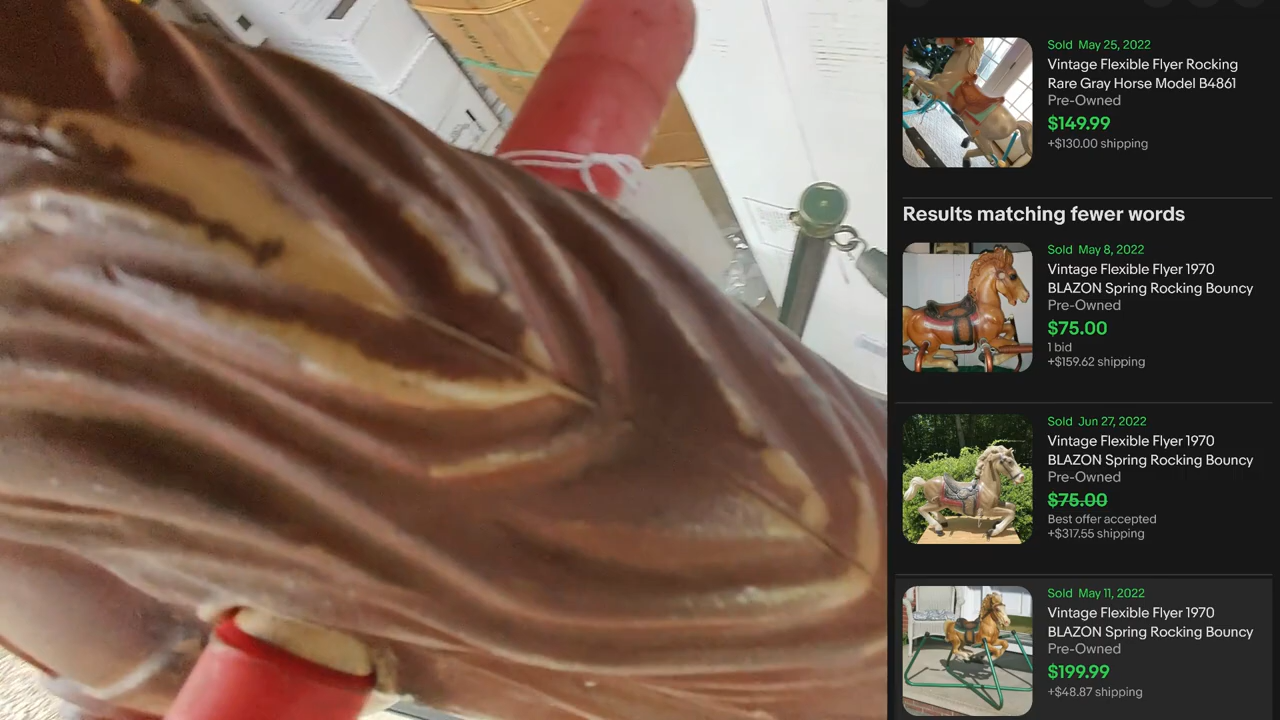 Sold May 25, 2022
Vintage Flexible Flyer Rocking
Rare Gray Horse Model B4861
Pre-Owned
$149.99
+$130.00 shipping
Results matching fewer words
Sold May 8, 2022
Vintage Flexible Flyer 1970
BLAZON Spring Rocking Bouncy
Pre-Owned
$75.00
1 bid
+$159.62 shipping
Sold Jun 27, 2022
Vintage Flexible Flyer 1970
BLAZON Spring Rocking Bouncy
Pre-Owned
$75.00
Best offer accepted
+$317.55 shipping
Sold May 11, 2022
Vintage Flexible Flyer 1970
BLAZON Spring Rocking Bouncy
Pre-Owned
$199.99
+$48.87 shipping